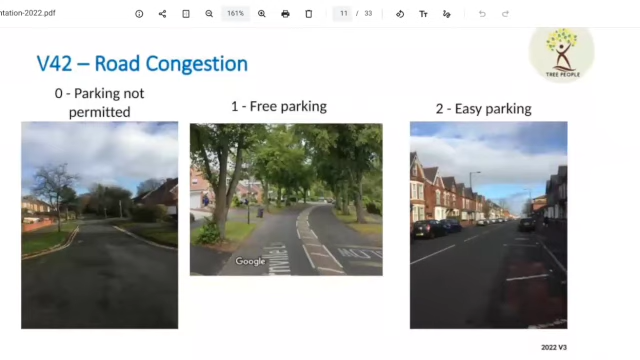 ntation-2022.pdf
161%
11 / 33
V42 – Road Congestion
TREE PEOPLE
0 - Parking not
permitted
1 - Free parking
2 - Easy parking
Google
2022 V3